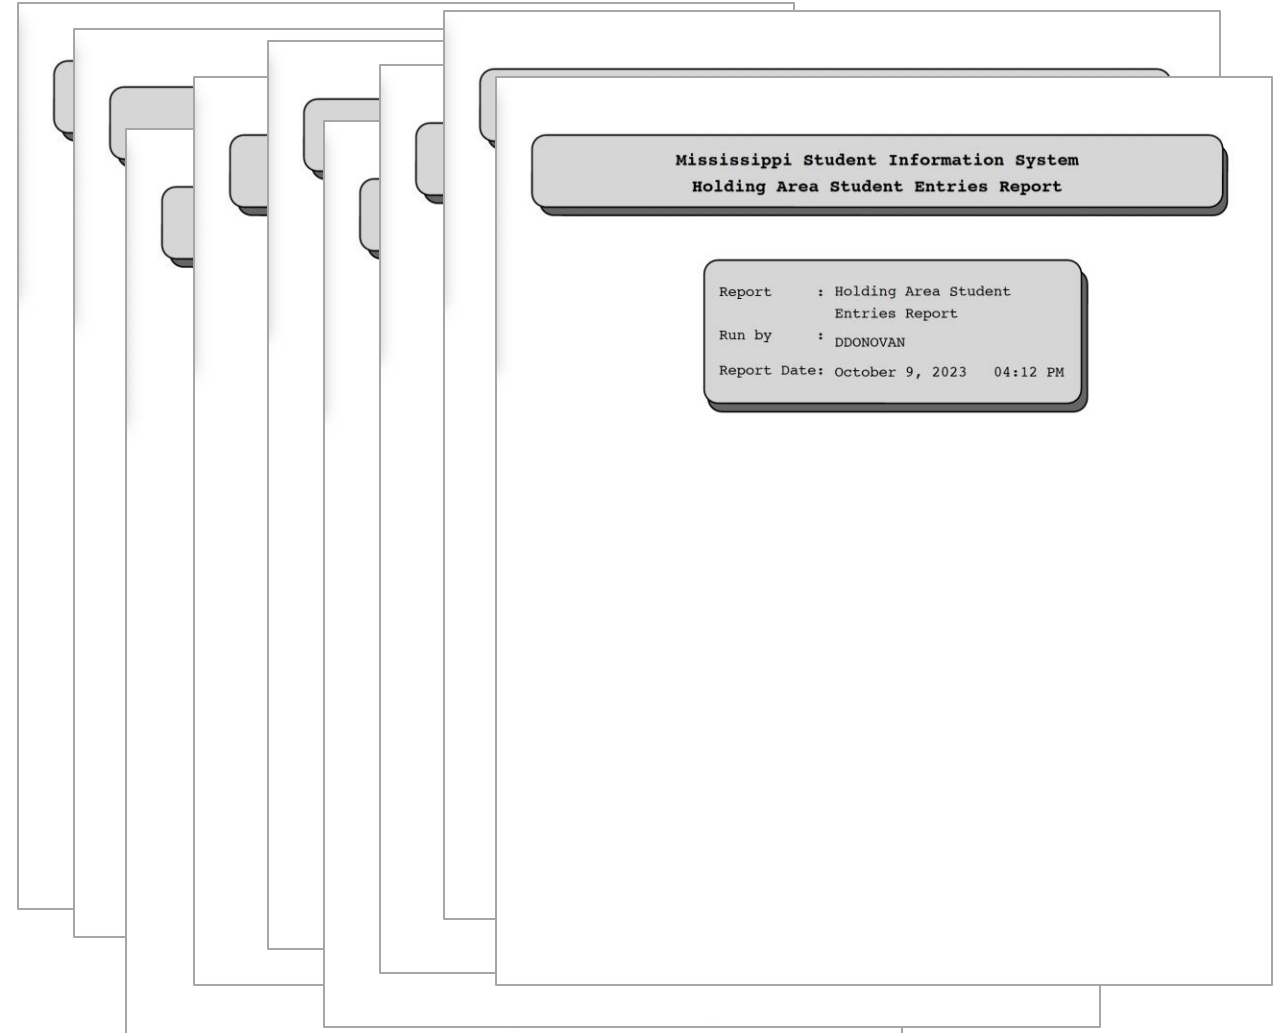 Mississippi Student Information System
Holding Area Student Entries Report
Report : Holding Area Student
Entries Report
Run by : DDONOVAN
Report Date: October 9, 2023 04:12 PM